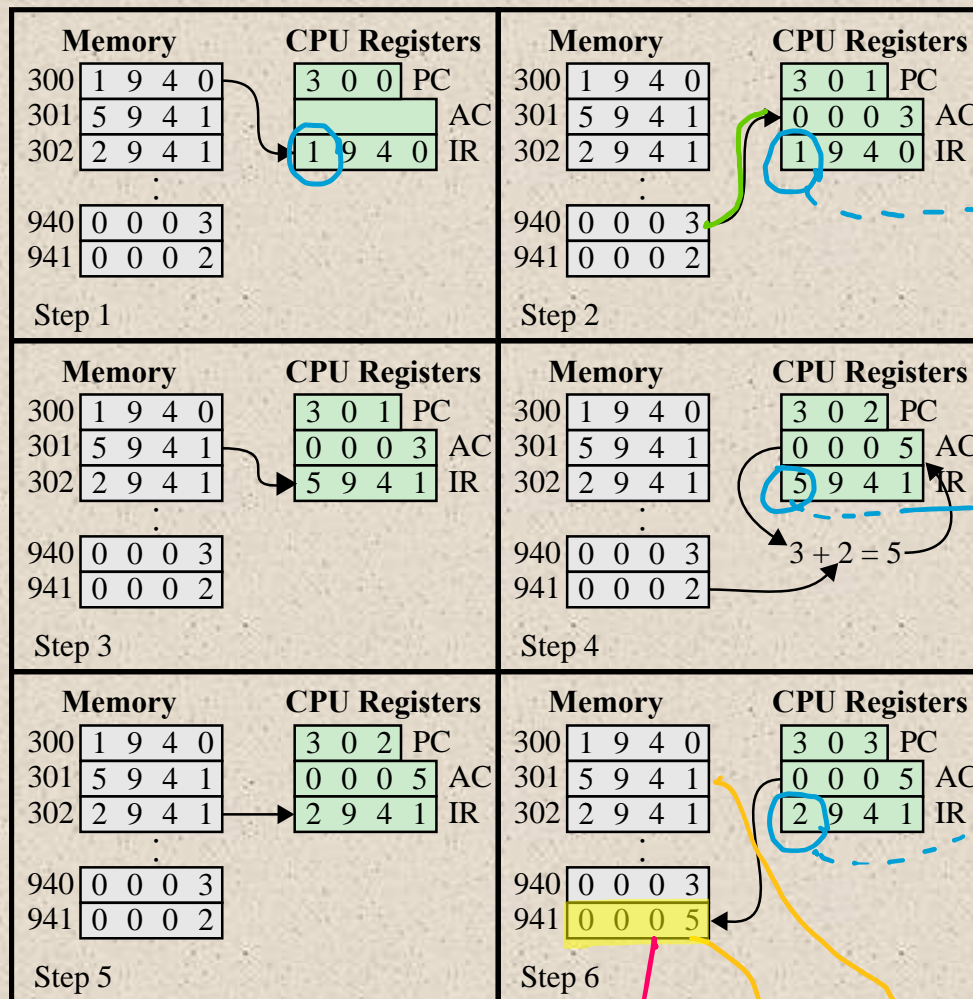 Memory CPU Registers
300 1 9 4 0 3 0 0 PC
301 5 9 4 1 AC
302 2 9 4 1 1 9 4 0 IR
940 0 0 0 3
941 0 0 0 2
Step 1
Memory CPU Registers
300 1 9 4 0 3 0 1 PC
301 5 9 4 1 0 0 0 3 AC
302 2 9 4 1 1 9 4 0 IR
940 0 0 0 3
941 0 0 0 2
Step 2
Memory CPU Registers
300 1 9 4 0 3 0 1 PC
301 5 9 4 1 0 0 0 3 AC
302 2 9 4 1 5 9 4 1 IR
940 0 0 0 3
941 0 0 0 2
Step 3
Memory CPU Registers
300 1 9 4 0 3 0 2 PC
301 5 9 4 1 0 0 0 5 AC
302 2 9 4 1 5 9 4 1 IR
940 0 0 0 3 3 + 2 = 5
941 0 0 0 2
Step 4
Memory CPU Registers
300 1 9 4 0 3 0 2 PC
301 5 9 4 1 0 0 0 5 AC
302 2 9 4 1 2 9 4 1 IR
940 0 0 0 3
941 0 0 0 2
Step 5
Memory CPU Registers
300 1 9 4 0 3 0 3 PC
301 5 9 4 1 0 0 0 5 AC
302 2 9 4 1 2 9 4 1 IR
940 0 0 0 3
941 0 0 0 5
Step 6